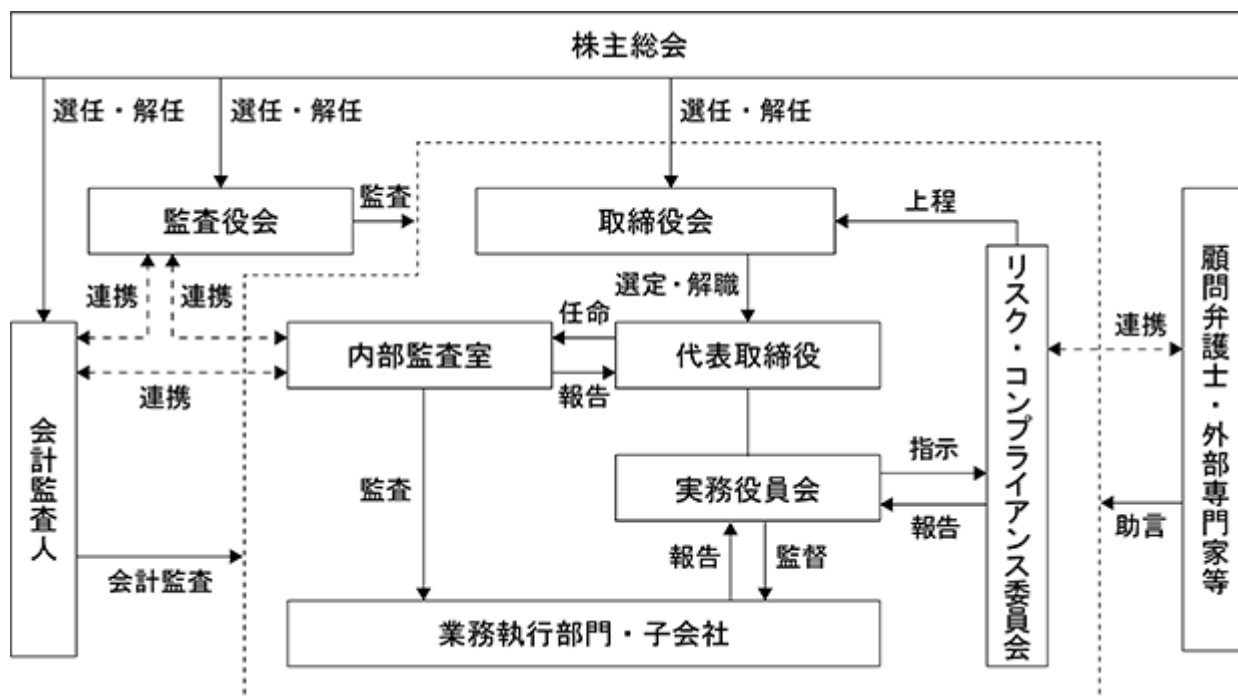 株主総会
選任・解任
選任・解任
選任・解任
監査役会
監査
取締役会
上程
連携
連携
選定・解職
任命
内部監査室
代表取締役
報告
連携
連携
リスク・コンプライアンス委員会
顧問弁護士・外部専門家等
会計監査人
監査
実務役員会
指示
報告
助言
報告
監督
会計監査
業務執行部門・子会社